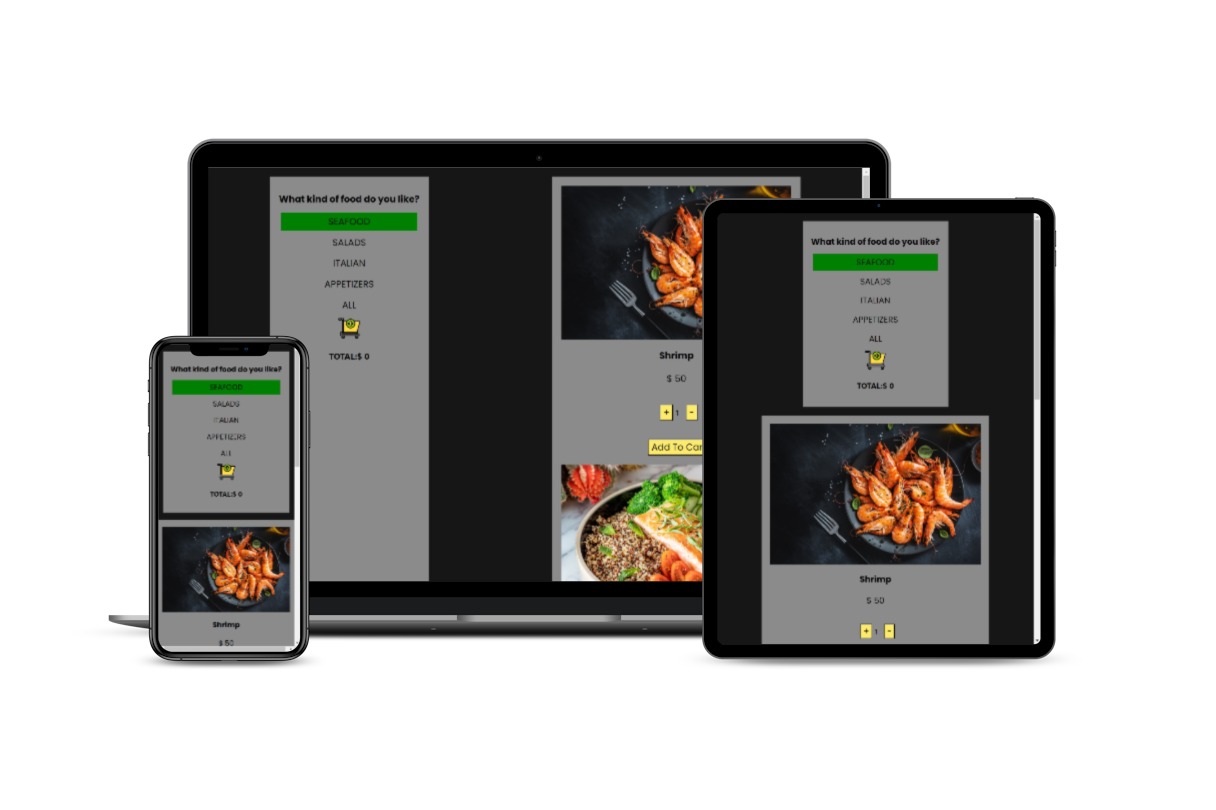 What kind of food do you like?
SEAFOOD
SALADS
ITALIAN
APPETIZERS
ALL
TOTAL:$ 0
Shrimp
$ 50
+ 1 -
Add To Car
What kind of food do you like?
SEAFOOD
SALADS
ITALIAN
APPETIZERS
ALL
TOTAL:$ 0
Shrimp
$ 50
+ 1 -
What kind of food do you like?
SEAFOOD
SALADS
ITALIAN
APPETIZERS
ALL
TOTAL:$ 0
Shrimp
$ 50